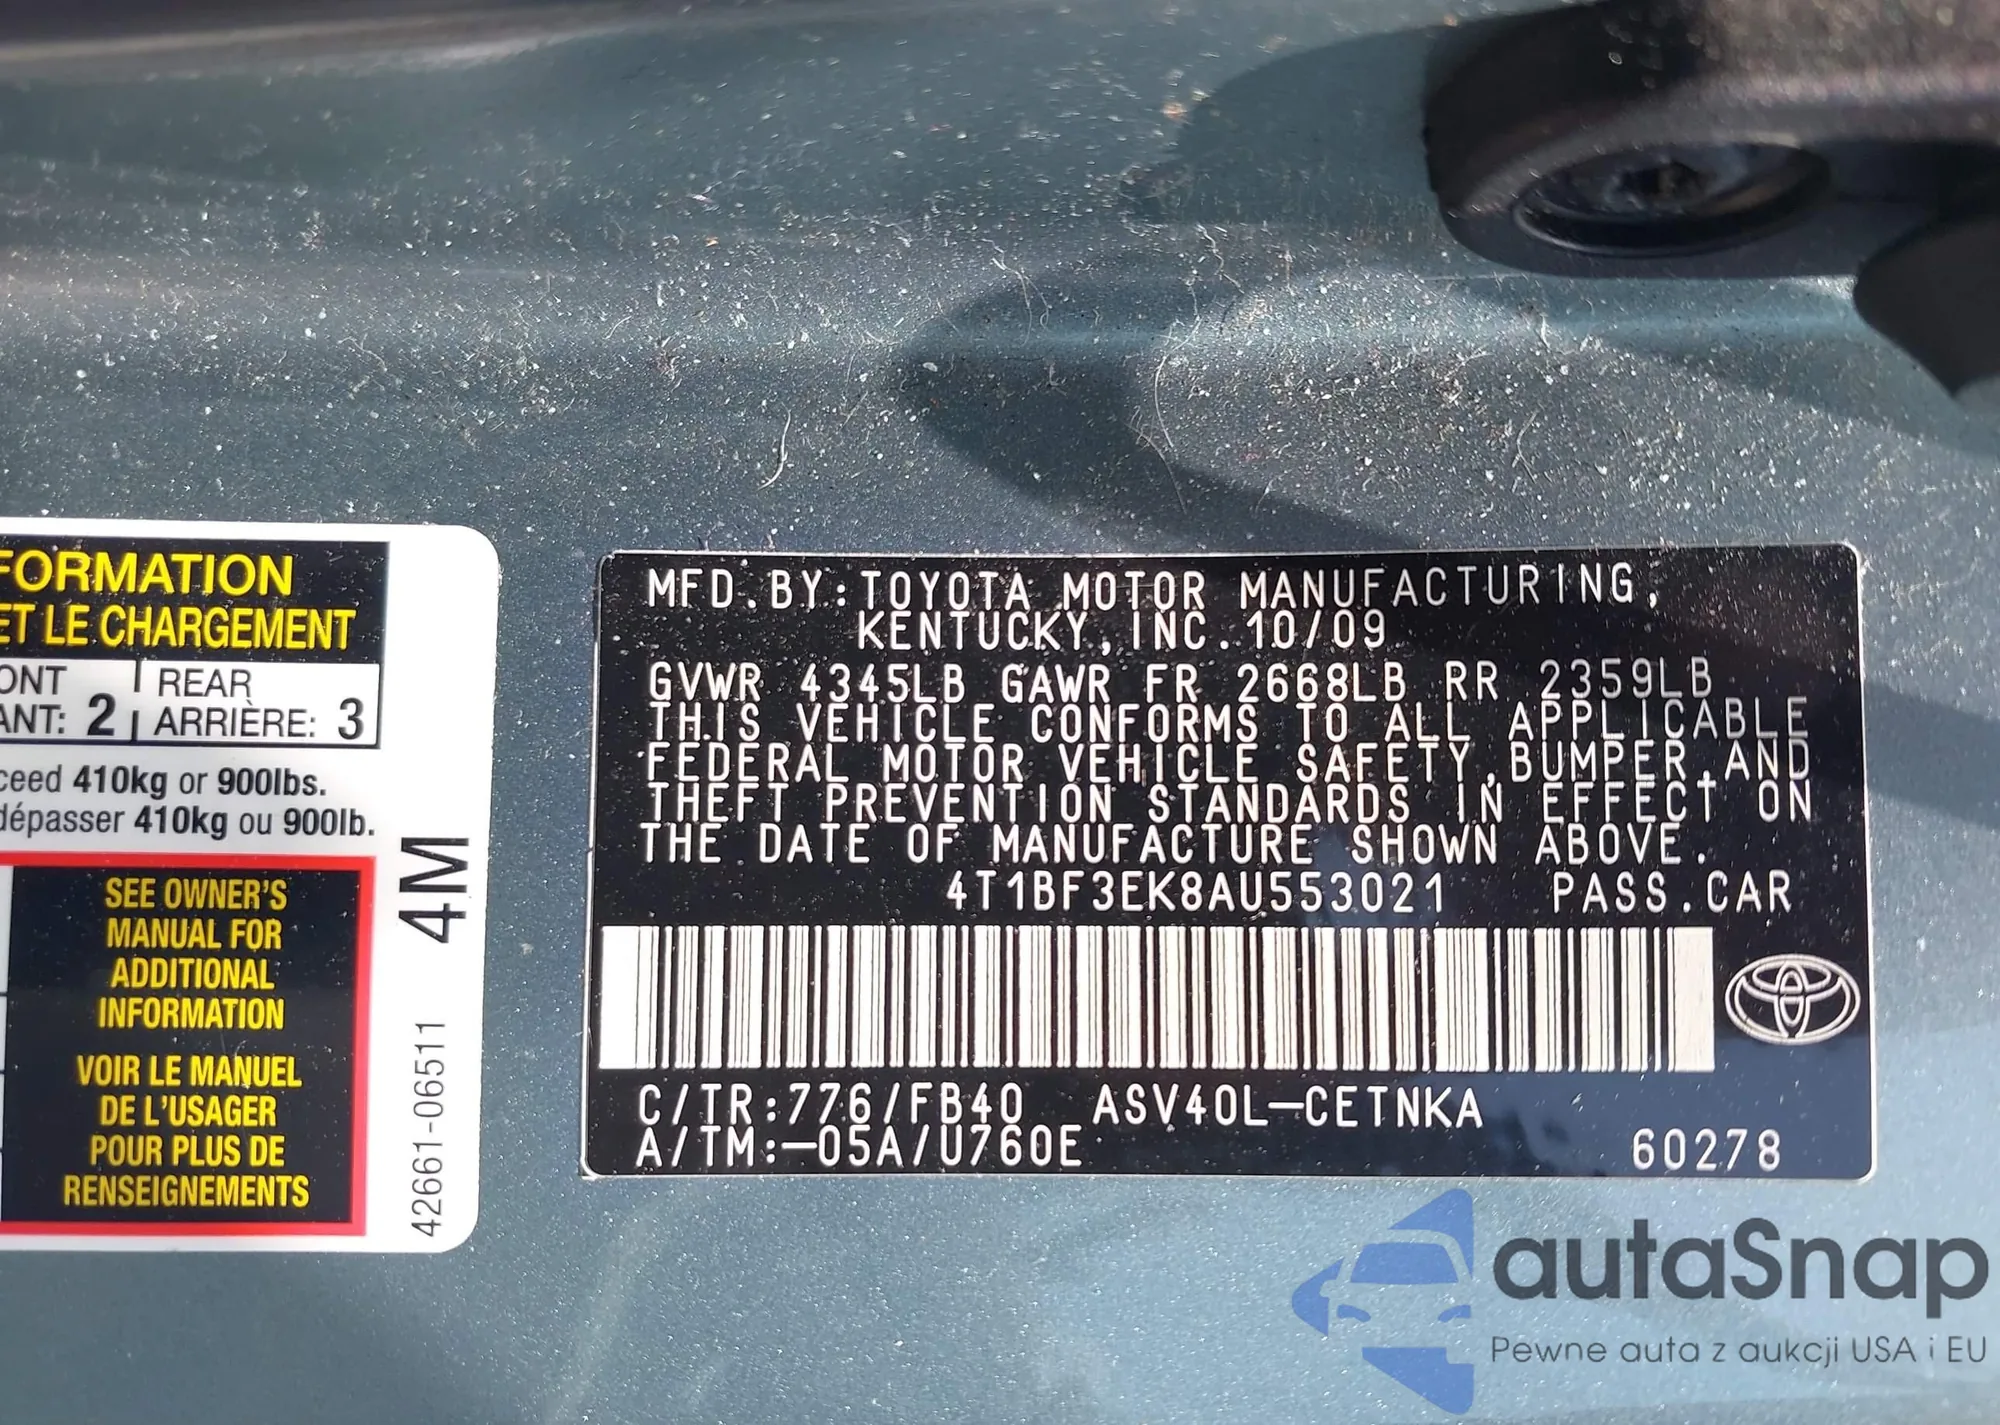 FORMATION
ET LE CHARGEMENT
ONT
REAR
ANT: 2
ARRIÈRE: 3
ceed 410kg or 900lbs.
dépasser 410kg ou 900lb.
SEE OWNER'S
MANUAL FOR
ADDITIONAL
INFORMATION
VOIR LE MANUEL
DE L'USAGER
POUR PLUS DE
RENSEIGNEMENTS
4M
42661-06511
MFD.BY:TOYOTA MOTOR MANUFACTURING,
KENTUCKY,INC.10/09
GVWR 4345LB GAWR FR 2668LB RR 2359LB
THIS VEHICLE CONFORMS TO ALL APPLICABLE
FEDERAL MOTOR VEHICLE SAFETY,BUMPER,AND
THEFT PREVENTION STANDARDS IN EFFECT ON
THE DATE OF MANUFACTURE SHOWN ABOVE.
4T1BF3EK8AU553021 PASS.CAR
C/TR:776/FB40 ASV40L-CETNKA
A/TM:-05A/U760E
60278
autaSnap
Pewne auta z aukcji USA i EU